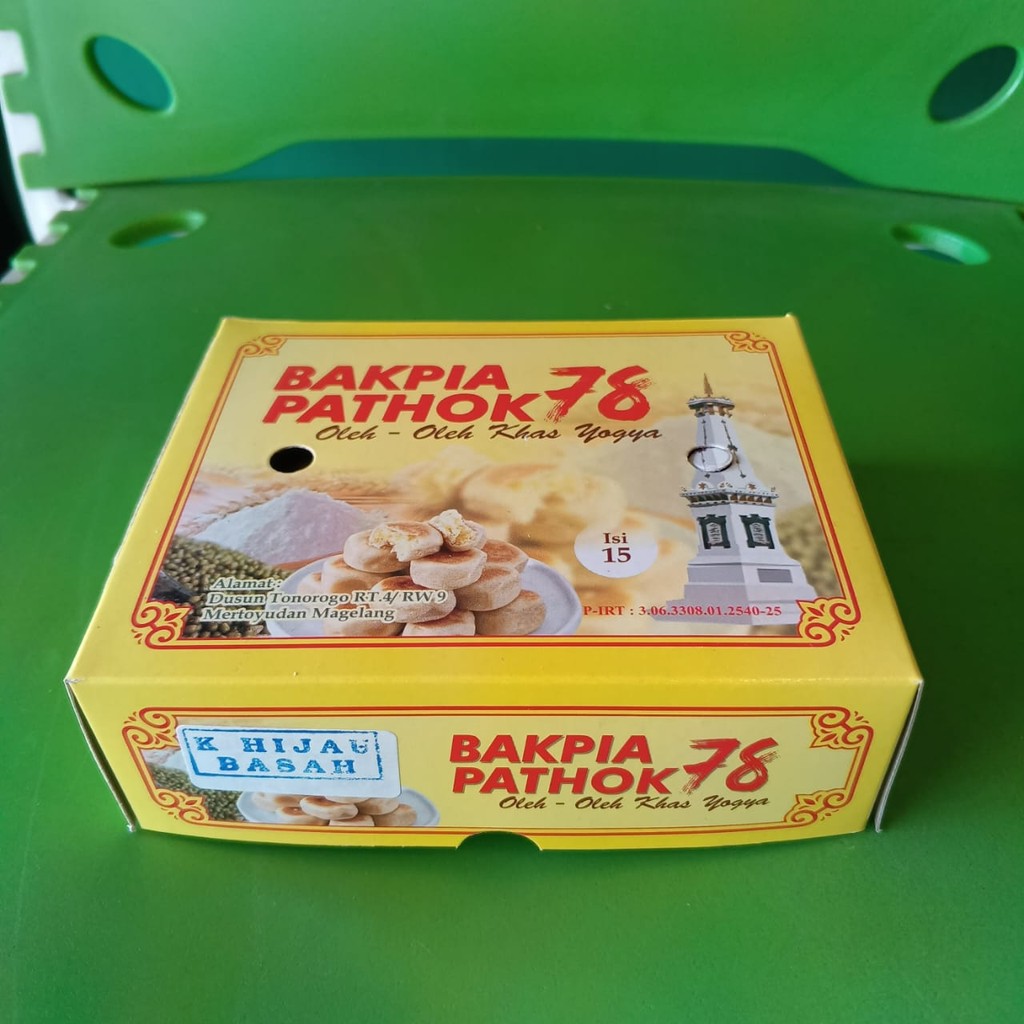 BAKPIA
PATHOK 78
Oleh - Oleh Khas Yogya
Isi
15
Alamat :
Dusun Tonorogo RT.4/ RW 9
Mertoyudan Magelang
P-IRT : 3.06.3308.01.2540-25
K HIJAU
BASAH
BAKPIA
PATHOK 78
Oleh - Oleh Khas Yogya